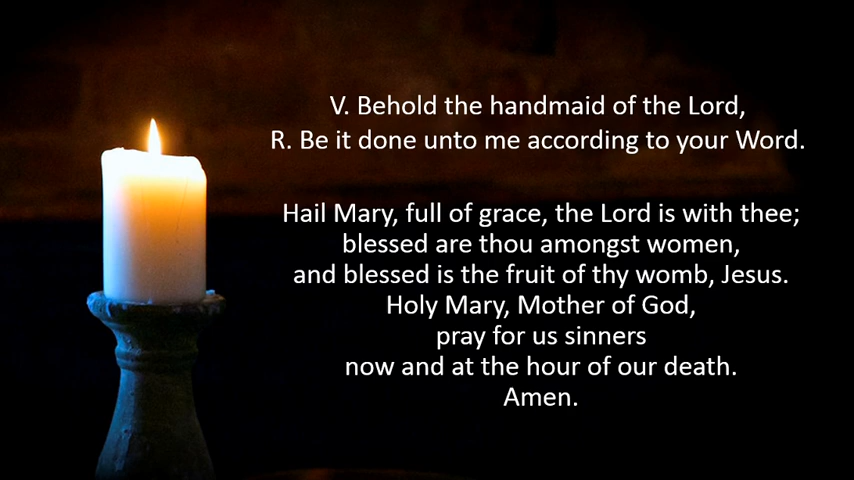 V. Behold the handmaid of the Lord,
R. Be it done unto me according to your Word.
Hail Mary, full of grace, the Lord is with thee;
blessed are thou amongst women,
and blessed is the fruit of thy womb, Jesus.
Holy Mary, Mother of God,
pray for us sinners
now and at the hour of our death.
Amen.